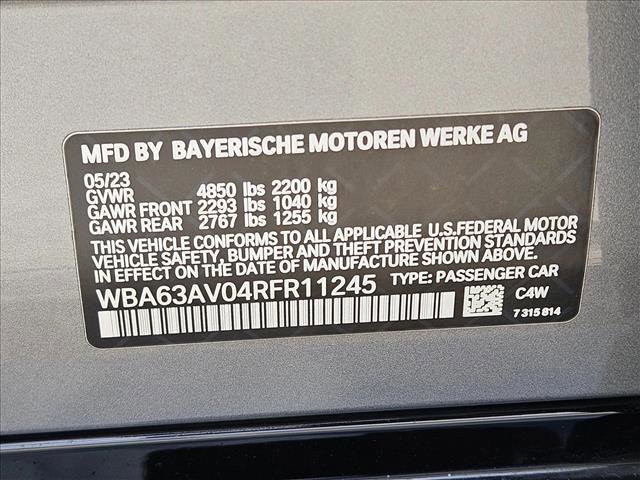 MFD BY BAYERISCHE MOTOREN WERKE AG
05/23
GVWR 4850 lbs 2200 kg
GAWR FRONT 2293 lbs 1040 kg
GAWR REAR 2767 lbs 1255 kg
THIS VEHICLE CONFORMS TO ALL APPLICABLE U.S.FEDERAL MOTOR
VEHICLE SAFETY, BUMPER AND THEFT PREVENTION STANDARDS
IN EFFECT ON THE DATE OF MANUFACTURE SHOWN ABOVE.
WBA63AV04RFR11245 TYPE: PASSENGER CAR
C4W
7 315 814